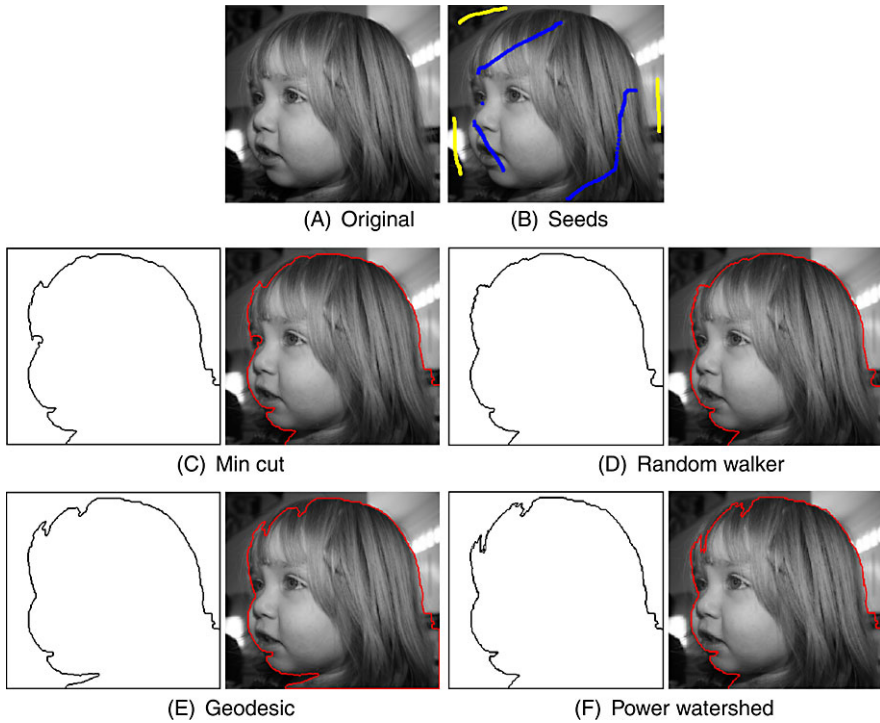 (A) Original
(B) Seeds
(C) Min cut
(D) Random walker
(E) Geodesic
(F) Power watershed